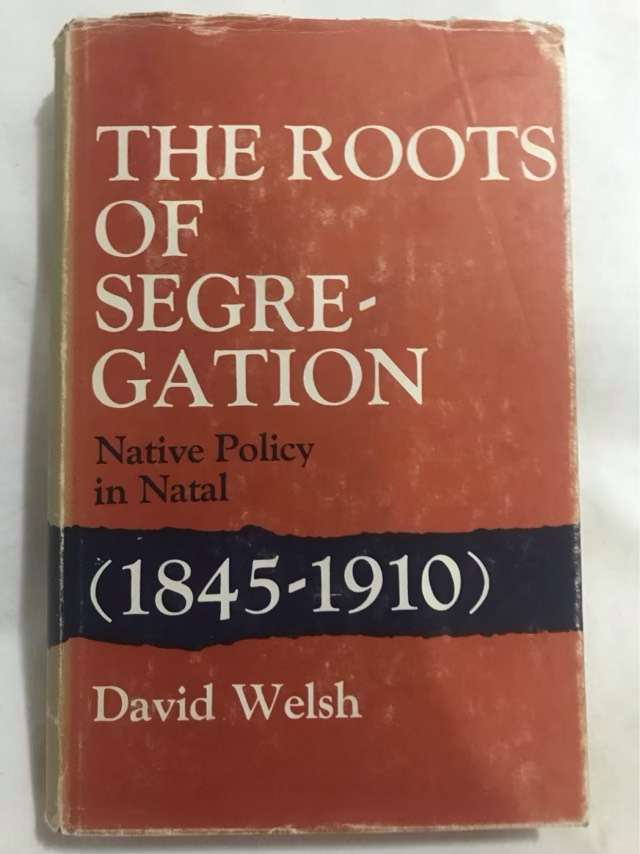 THE ROOTS
OF
SEGRE-
GATION
Native Policy
in Natal
(1845-1910)
David Welsh